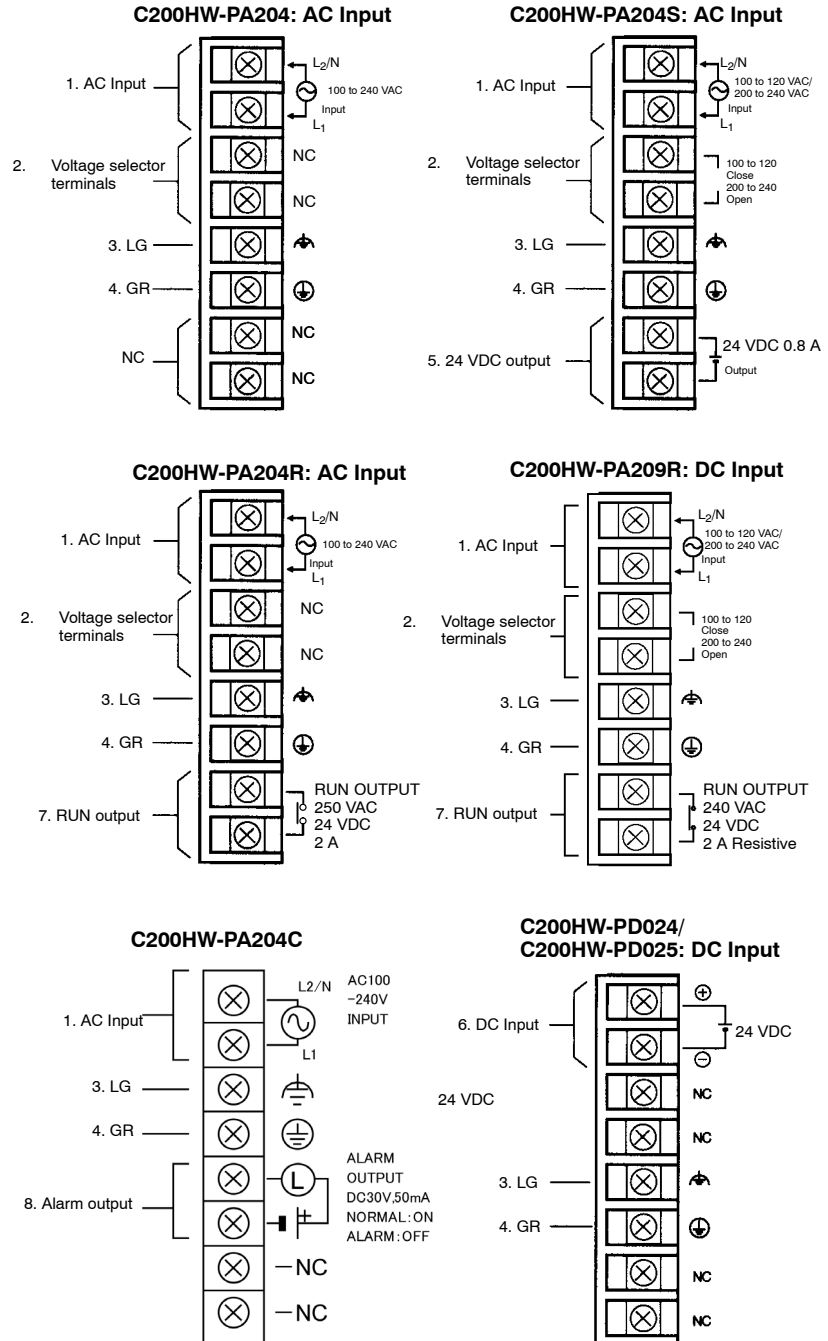 C200HW-PA204: AC Input
1. AC Input
L2/N
100 to 240 VAC
Input
L1
2. Voltage selector
terminals
NC
NC
3. LG
4. GR
NC
NC
NC
C200HW-PA204S: AC Input
1. AC Input
L2/N
100 to 120 VAC/
200 to 240 VAC
Input
L1
2. Voltage selector
terminals
100 to 120
Close
200 to 240
Open
3. LG
4. GR
5. 24 VDC output
24 VDC 0.8 A
Output
C200HW-PA204R: AC Input
1. AC Input
L2/N
100 to 240 VAC
Input
L1
2. Voltage selector
terminals
NC
NC
3. LG
4. GR
7. RUN output
RUN OUTPUT
250 VAC
24 VDC
2 A
C200HW-PA209R: DC Input
1. AC Input
L2/N
100 to 120 VAC/
200 to 240 VAC
Input
L1
2. Voltage selector
terminals
100 to 120
Close
200 to 240
Open
3. LG
4. GR
7. RUN output
RUN OUTPUT
240 VAC
24 VDC
2 A Resistive
C200HW-PA204C
1. AC Input
L2/N
AC100
-240V
INPUT
L1
3. LG
4. GR
8. Alarm output
L
ALARM
OUTPUT
DC30V,50mA
NORMAL:ON
ALARM:OFF
NC
NC
C200HW-PD024/
C200HW-PD025: DC Input
6. DC Input
+
24 VDC
−
24 VDC
NC
NC
3. LG
4. GR
NC
NC